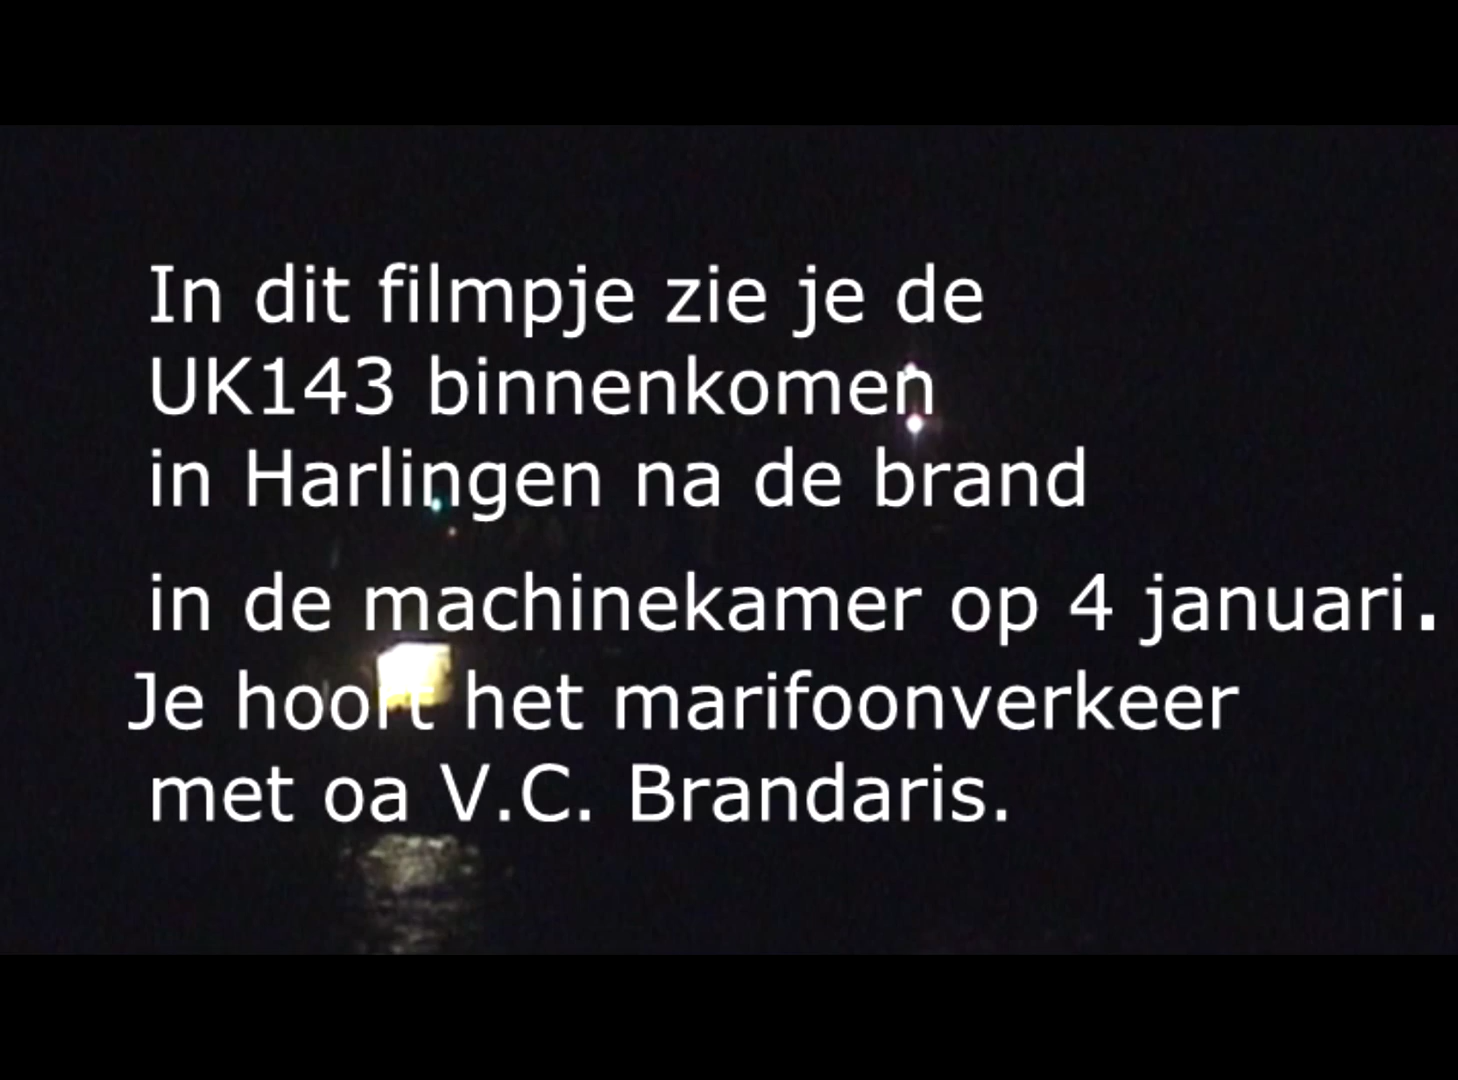 In dit filmpje zie je de
UK143 binnenkomen
in Harlingen na de brand
in de machinekamer op 4 januari.
Je hoort het marifoonverkeer
met oa V.C. Brandaris.